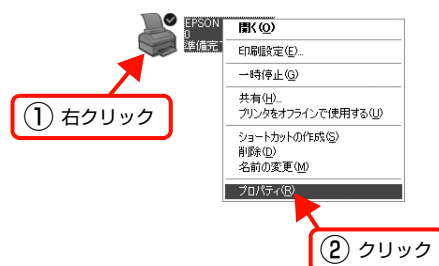 EPSON
0
準備完
開く(O)
印刷設定(E)...
一時停止(G)
共有(H)...
プリンタをオフラインで使用する(U)
ショートカットの作成(S)
削除(D)
名前の変更(M)
プロパティ(R)
① 右クリック
② クリック